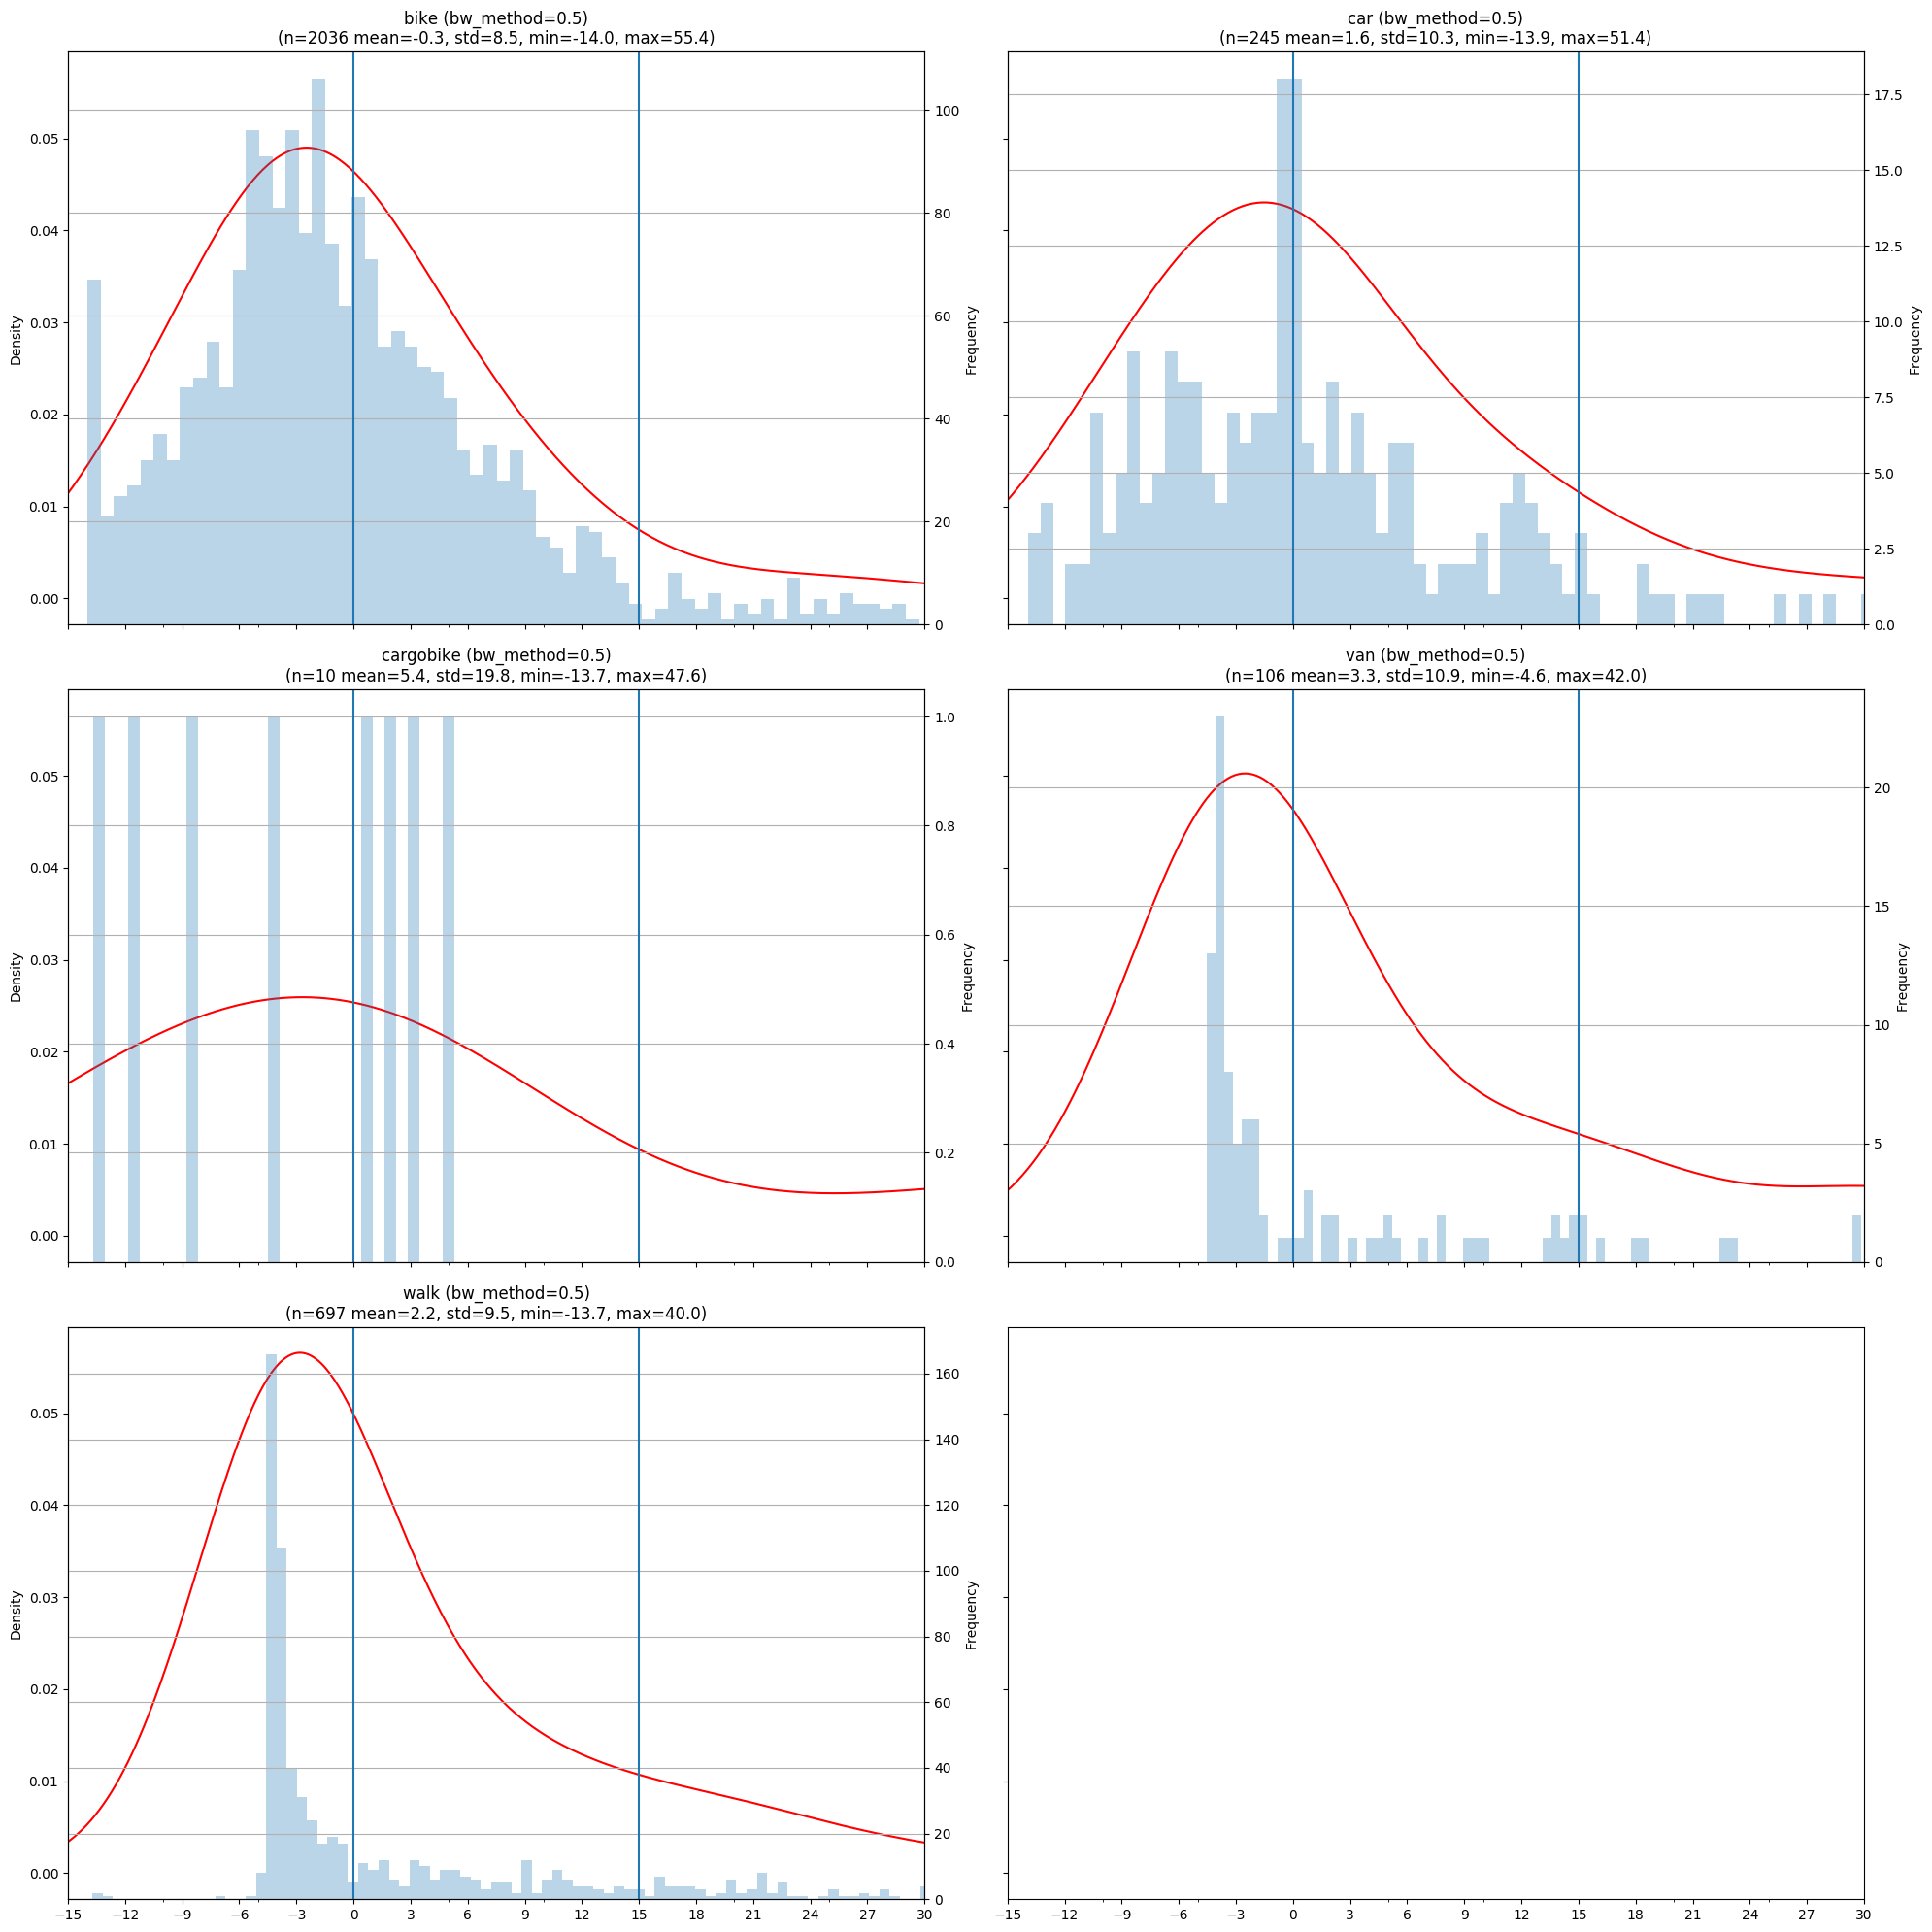 bike (bw_method=0.5)
(n=2036 mean=-0.3, std=8.5, min=-14.0, max=55.4)
Density
0.05
0.04
0.03
0.02
0.01
0.00
100
80
60
40
20
0
Frequency
car (bw_method=0.5)
(n=245 mean=1.6, std=10.3, min=-13.9, max=51.4)
17.5
15.0
12.5
10.0
7.5
5.0
2.5
0.0
Frequency
cargobike (bw_method=0.5)
(n=10 mean=5.4, std=19.8, min=-13.7, max=47.6)
Density
0.05
0.04
0.03
0.02
0.01
0.00
1.0
0.8
0.6
0.4
0.2
0.0
Frequency
van (bw_method=0.5)
(n=106 mean=3.3, std=10.9, min=-4.6, max=42.0)
20
15
10
5
0
Frequency
walk (bw_method=0.5)
(n=697 mean=2.2, std=9.5, min=-13.7, max=40.0)
Density
0.05
0.04
0.03
0.02
0.01
0.00
160
140
120
100
80
60
40
20
0
Frequency
−15 −12 −9 −6 −3 0 3 6 9 12 15 18 21 24 27 30
−15 −12 −9 −6 −3 0 3 6 9 12 15 18 21 24 27 30